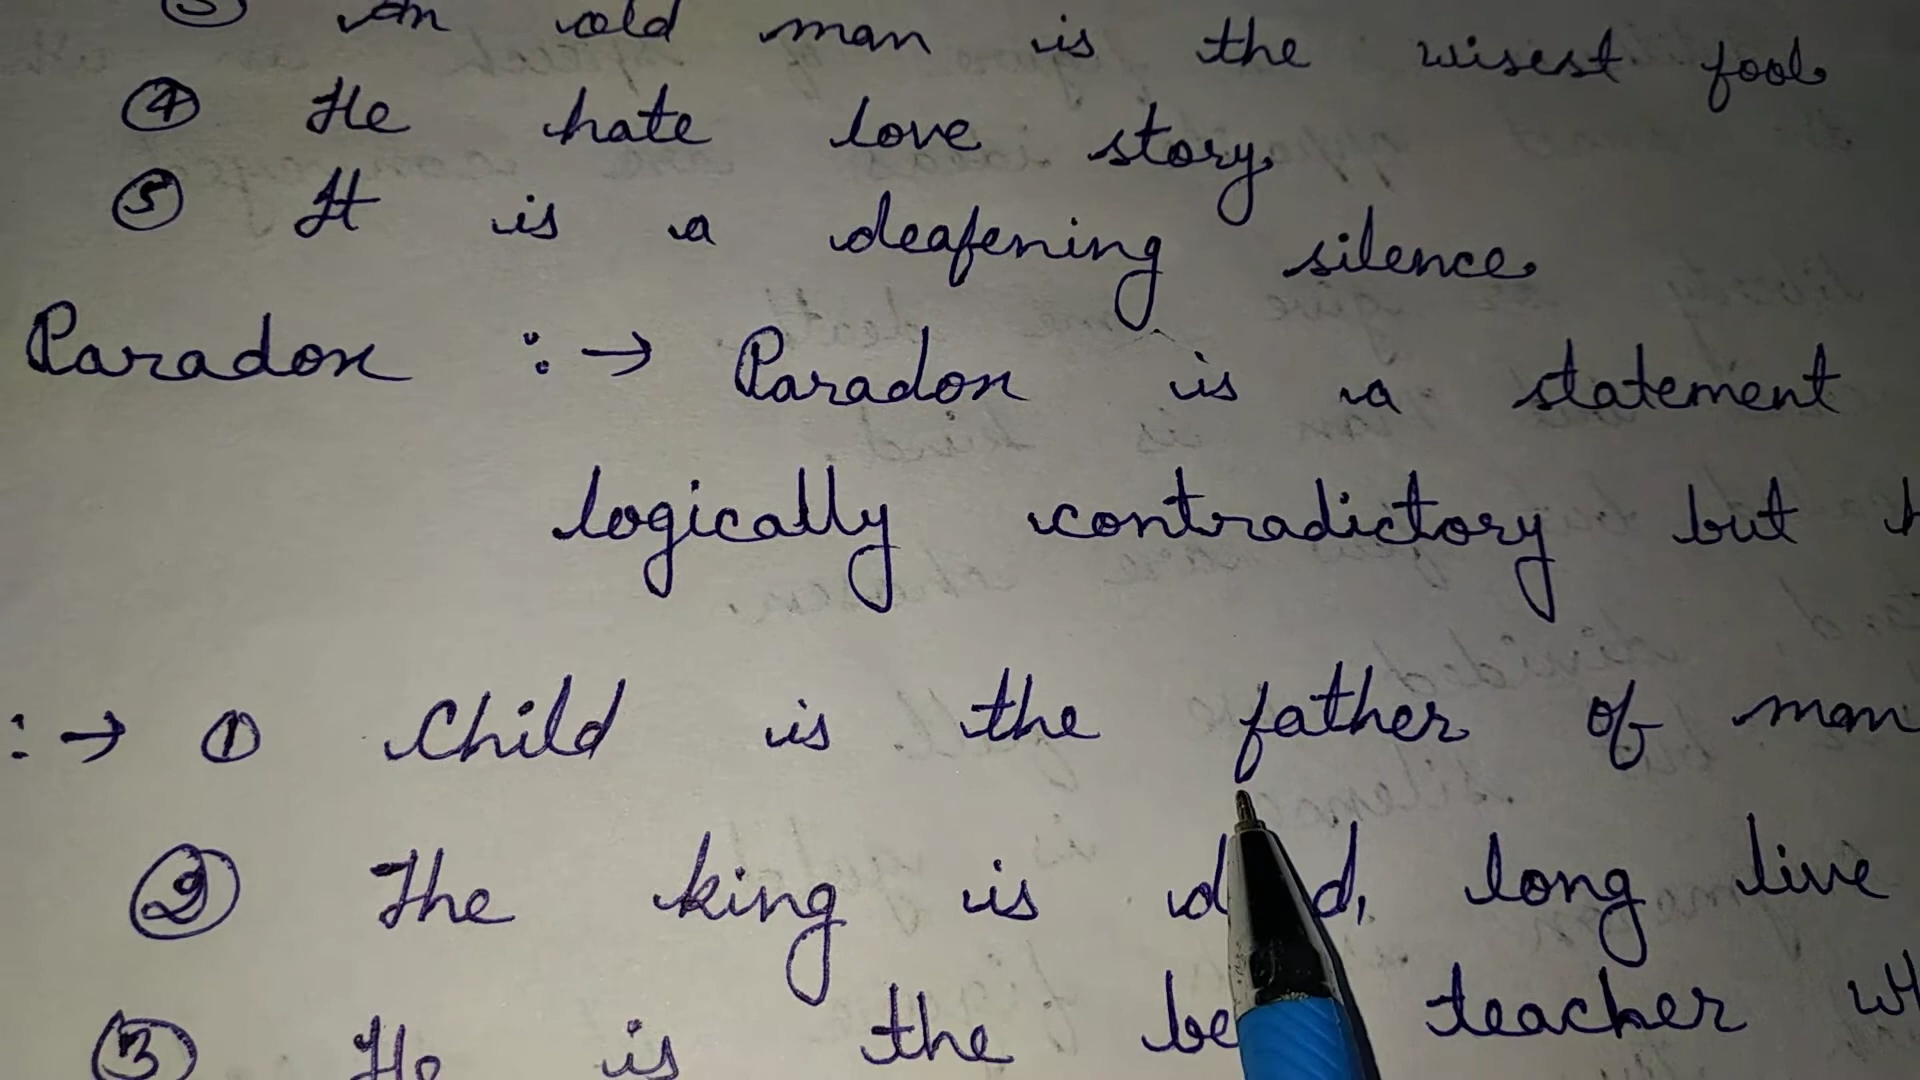 ③ An old man is the wisest fool.
④ He hate love story.
⑤ It is a deafening silence.
Paradox :→ Paradox is a statement
logically contradictory but
:→ ① Child is the father of man
② The king is d d, long live
③ He is the be teacher wh